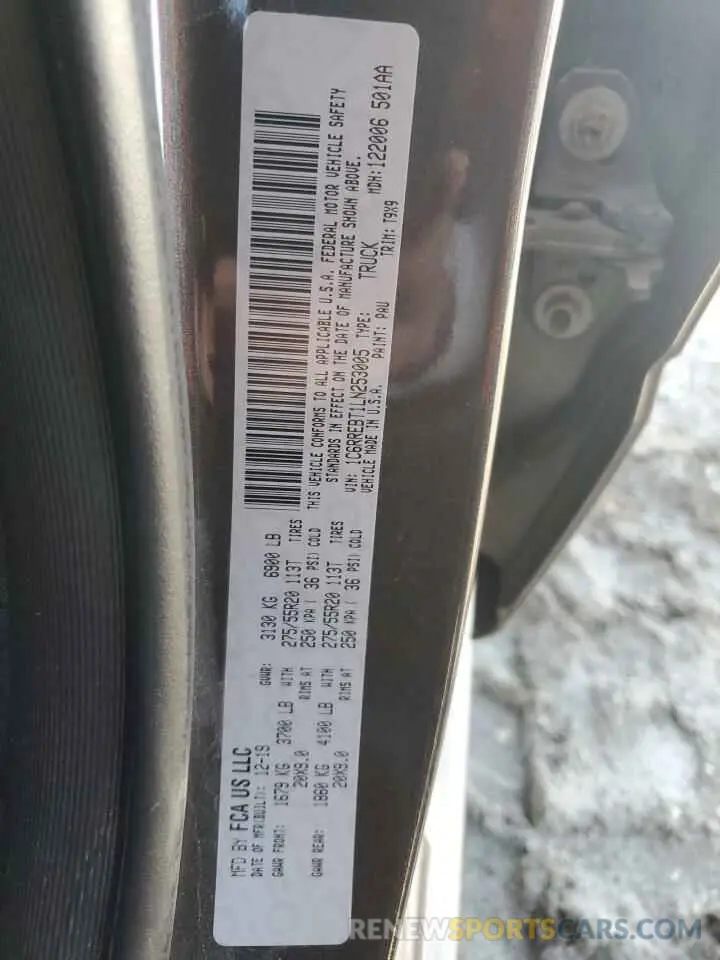 MFD BY FCA US LLC
DATE OF MFR(BUILT): 12-19 GVWR: 3130 KG 6900 LB
GAWR FRONT: 1679 KG 3700 LB WITH 275/55R20 113T TIRES
20X9.0 RIMS AT 250 KPA ( 36 PSI) COLD
GAWR REAR: 1860 KG 4100 LB WITH 275/55R20 113T TIRES
20X9.0 RIMS AT 250 KPA ( 36 PSI) COLD
THIS VEHICLE CONFORMS TO ALL APPLICABLE U.S.A. FEDERAL MOTOR VEHICLE SAFETY
STANDARDS IN EFFECT ON THE DATE OF MANUFACTURE SHOWN ABOVE.
VIN: 1C6RREBT1LN253005 TYPE: TRUCK MDH:122006 501AA
VEHICLE MADE IN U.S.A. PAINT: PAU TRIM: T9X9
RENEWSPORTSCARS.COM